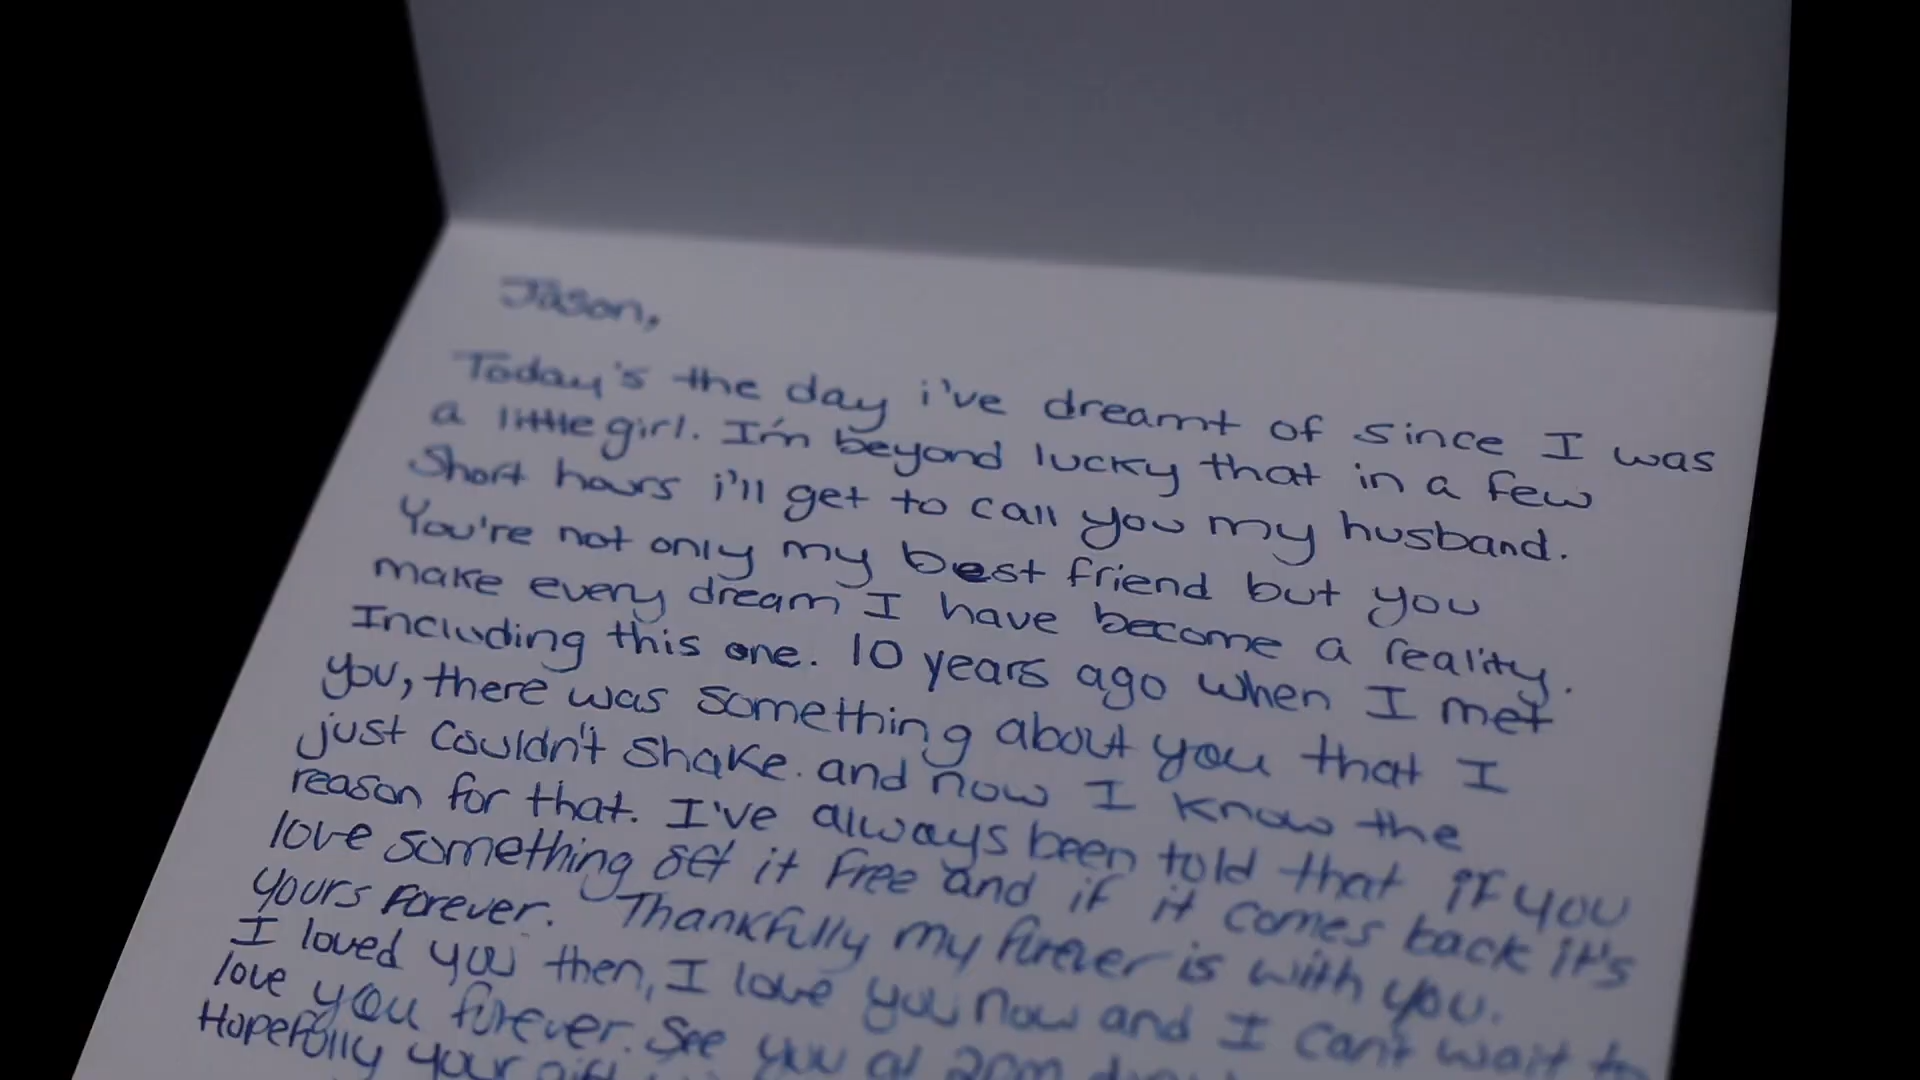 Jason,
Today's the day i've dreamt of since I was
a little girl. I'm beyond lucky that in a few
short hours i'll get to call you my husband.
You're not only my best friend but you
make every dream I have become a reality.
Including this one. 10 years ago when I met
you, there was something about you that I
just couldn't shake. and now I know the
reason for that. I've always been told that if you
love something set it free and if it comes back it's
yours forever. Thankfully my forever is with you.
I loved you then, I love you now and I can't wait to
love you forever. See you at 2pm
Hopefully your